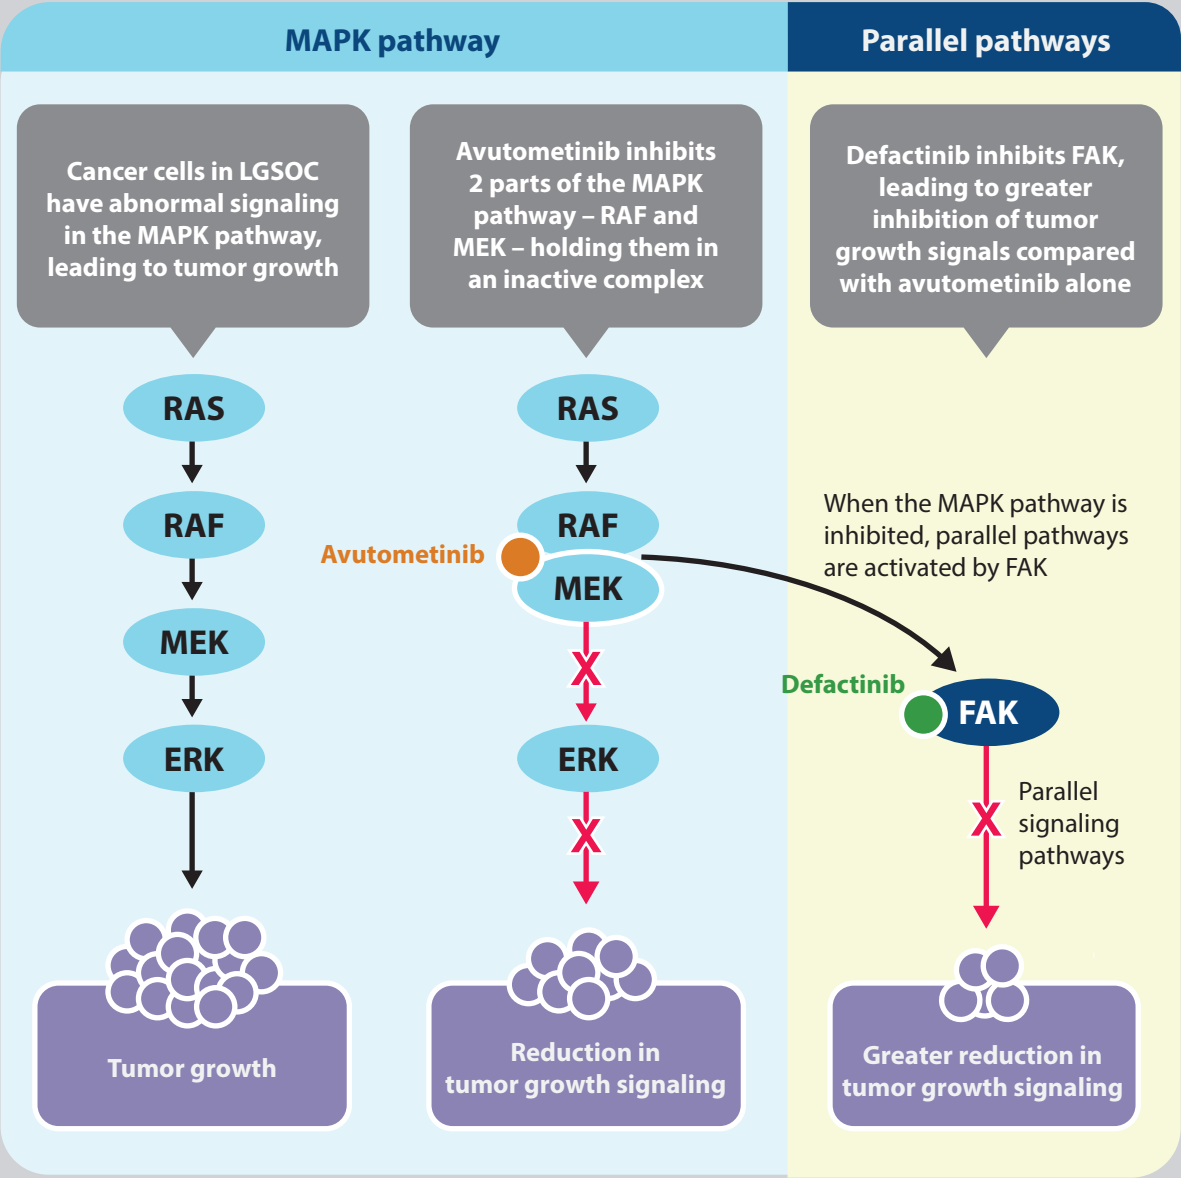 MAPK pathway
Parallel pathways
Cancer cells in LGSOC
have abnormal signaling
in the MAPK pathway,
leading to tumor growth
Avutometinib inhibits
2 parts of the MAPK
pathway – RAF and
MEK – holding them in
an inactive complex
Defactinib inhibits FAK,
leading to greater
inhibition of tumor
growth signals compared
with avutometinib alone
RAS
RAF
MEK
ERK
Tumor growth
RAS
RAF
Avutometinib
MEK
X
ERK
X
Reduction in
tumor growth signaling
When the MAPK pathway is
inhibited, parallel pathways
are activated by FAK
Defactinib
FAK
X
Parallel
signaling
pathways
Greater reduction in
tumor growth signaling